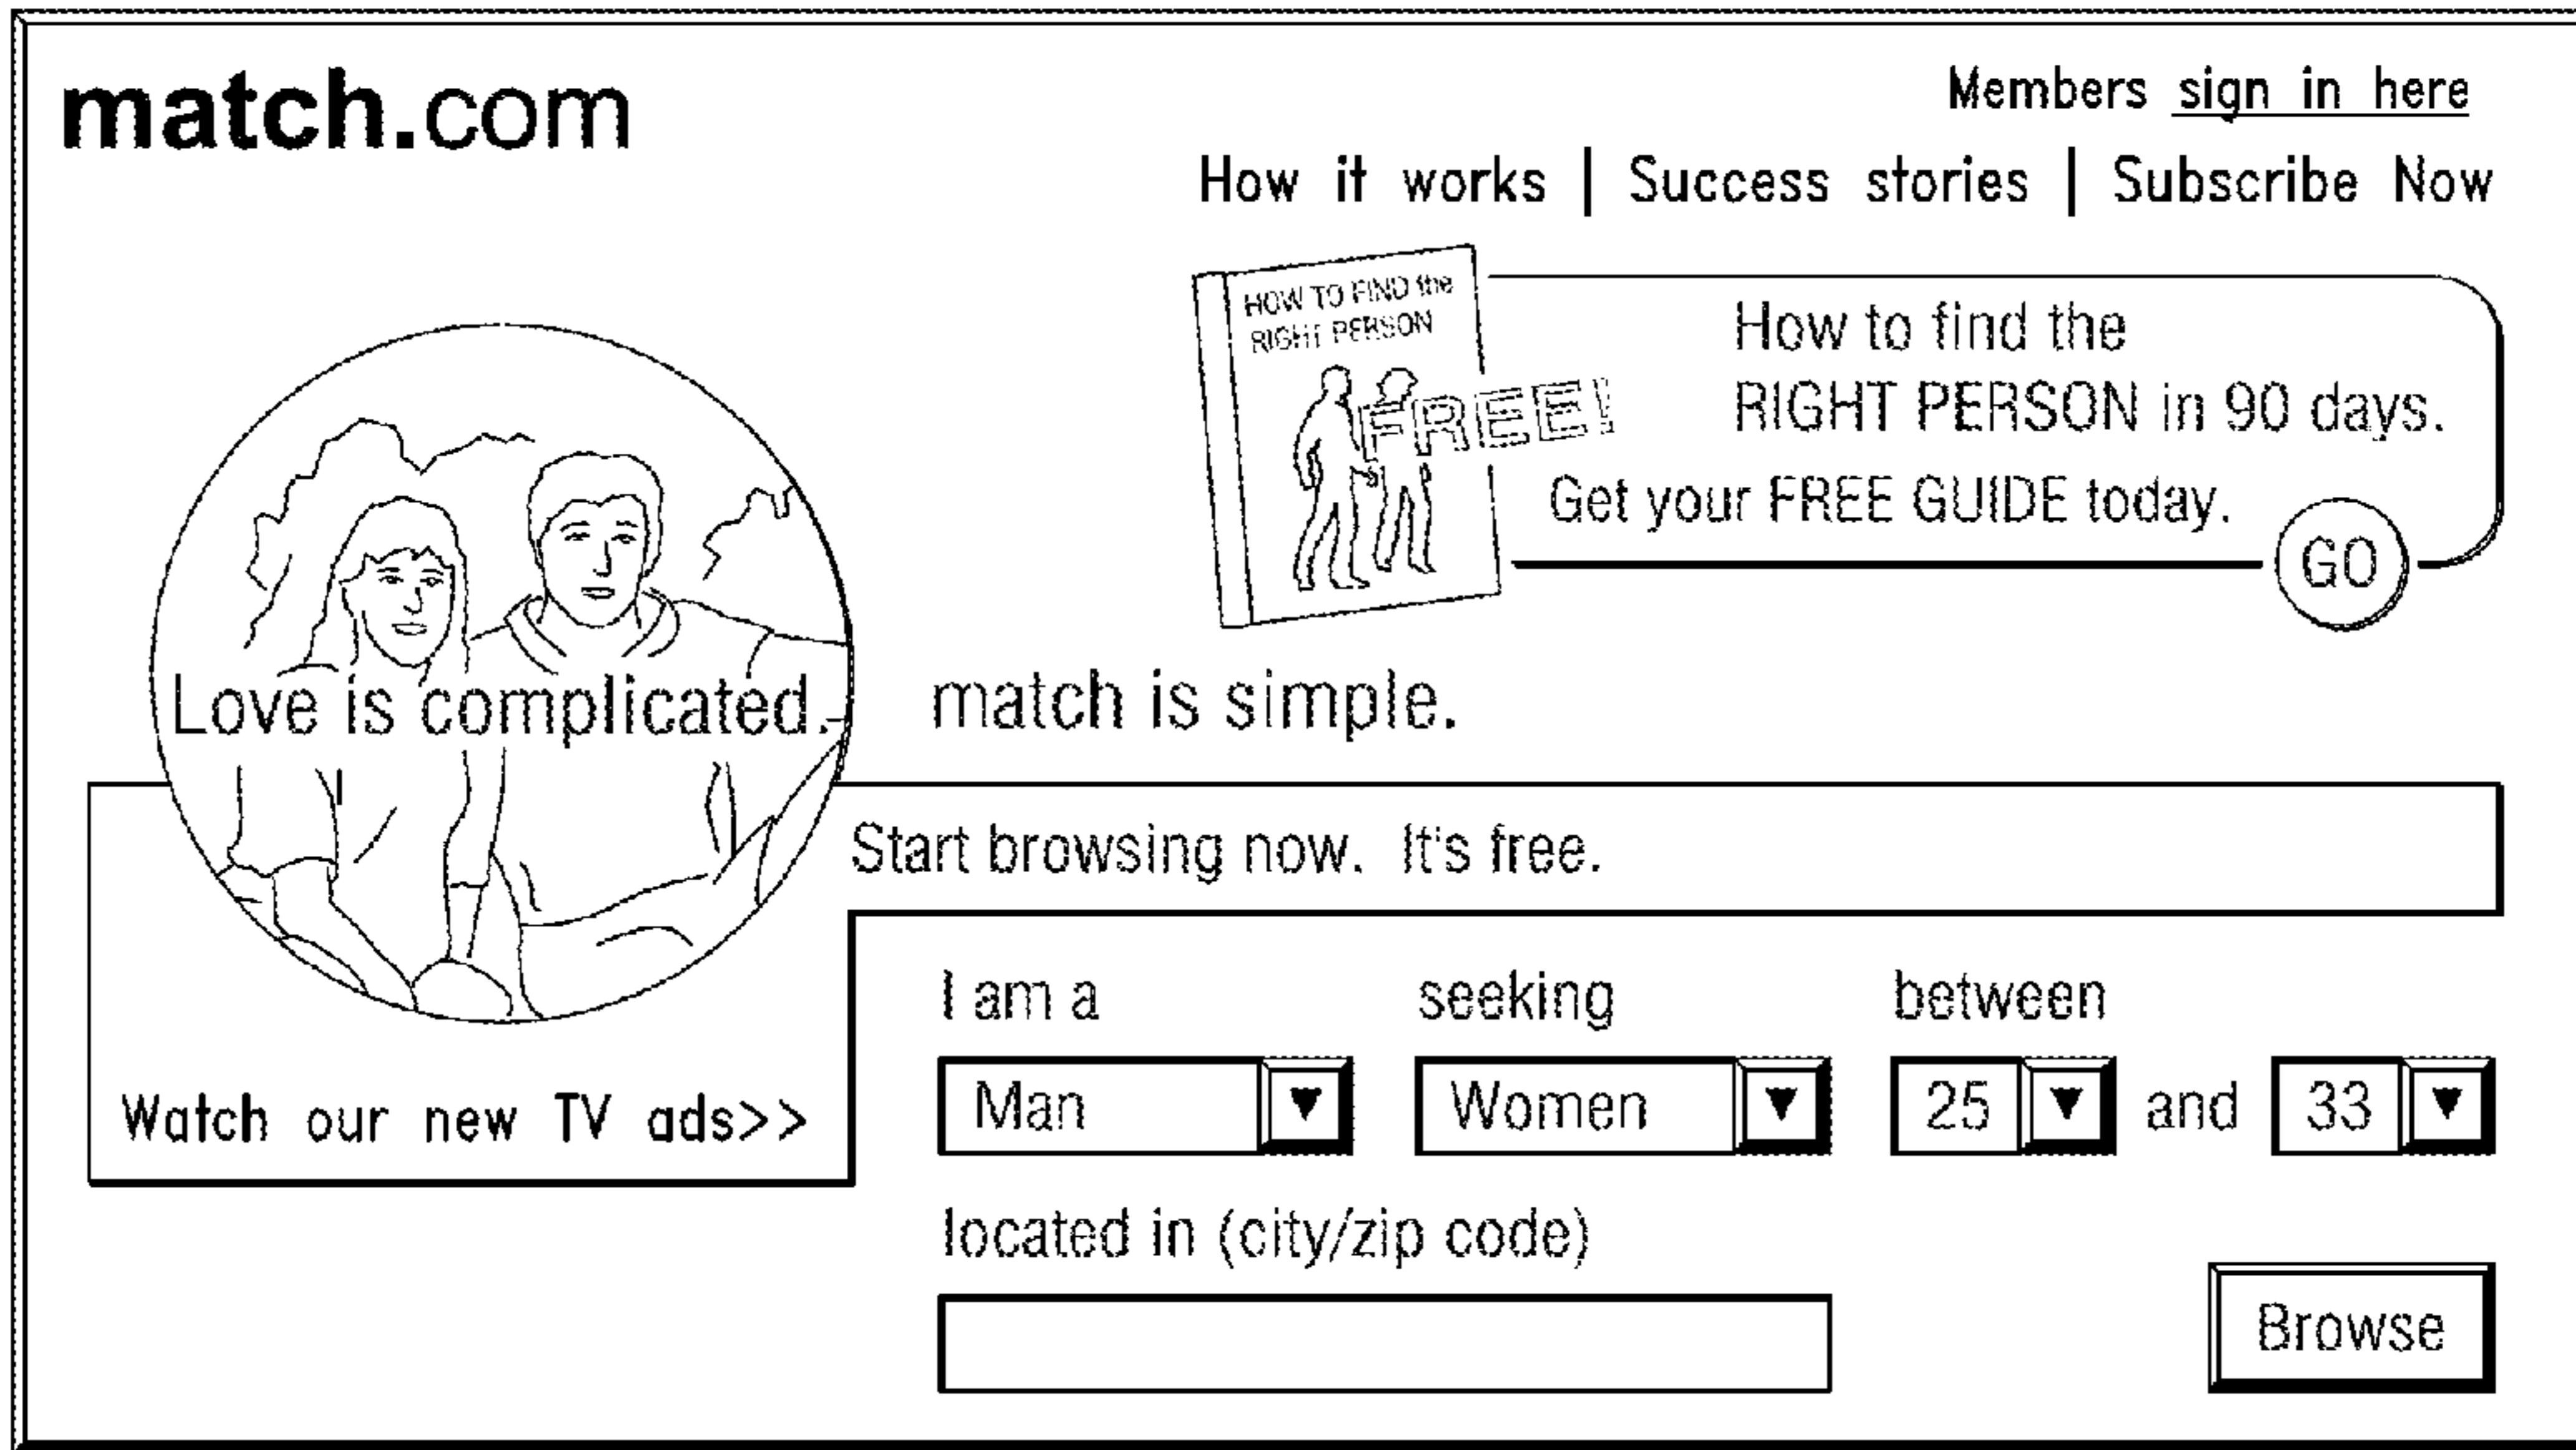 match.com
Members sign in here
How it works | Success stories | Subscribe Now
HOW TO FIND the
RIGHT PERSON
FREE!
How to find the
RIGHT PERSON in 90 days.
Get your FREE GUIDE today.
GO
Love is complicated. match is simple.
Start browsing now. It's free.
I am a seeking between
Man Women 25 and 33
Watch our new TV ads>>
located in (city/zip code)
Browse